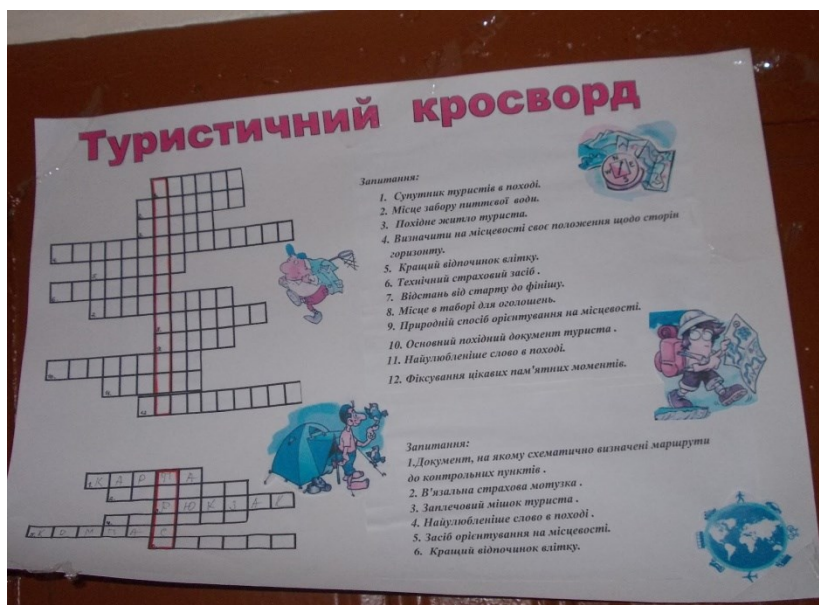 Туристичний кросворд
Запитання:
1. Супутник туристів в поході.
2. Місце забору питтєвої води.
3. Похідне житло туриста.
4. Визначити на місцевості своє положення щодо сторін
горизонту.
5. Кращий відпочинок влітку.
6. Технічний страховий засіб .
7. Відстань від старту до фінішу.
8. Місце в таборі для оголошень.
9. Природній спосіб орієнтування на місцевості.
10. Основний похідний документ туриста .
11. Найулюбленіше слово в поході.
12. Фіксування цікавих пам'ятних моментів.
Запитання:
1.Документ, на якому схематично визначені маршрути
до контрольних пунктів .
2. В'язальна страхова мотузка .
3. Заплечовий мішок туриста .
4. Найулюбленіше слово в поході .
5. Засіб орієнтування на місцевості.
6. Кращий відпочинок влітку.
КАРТА
РЮКЗАК
КОМПАС